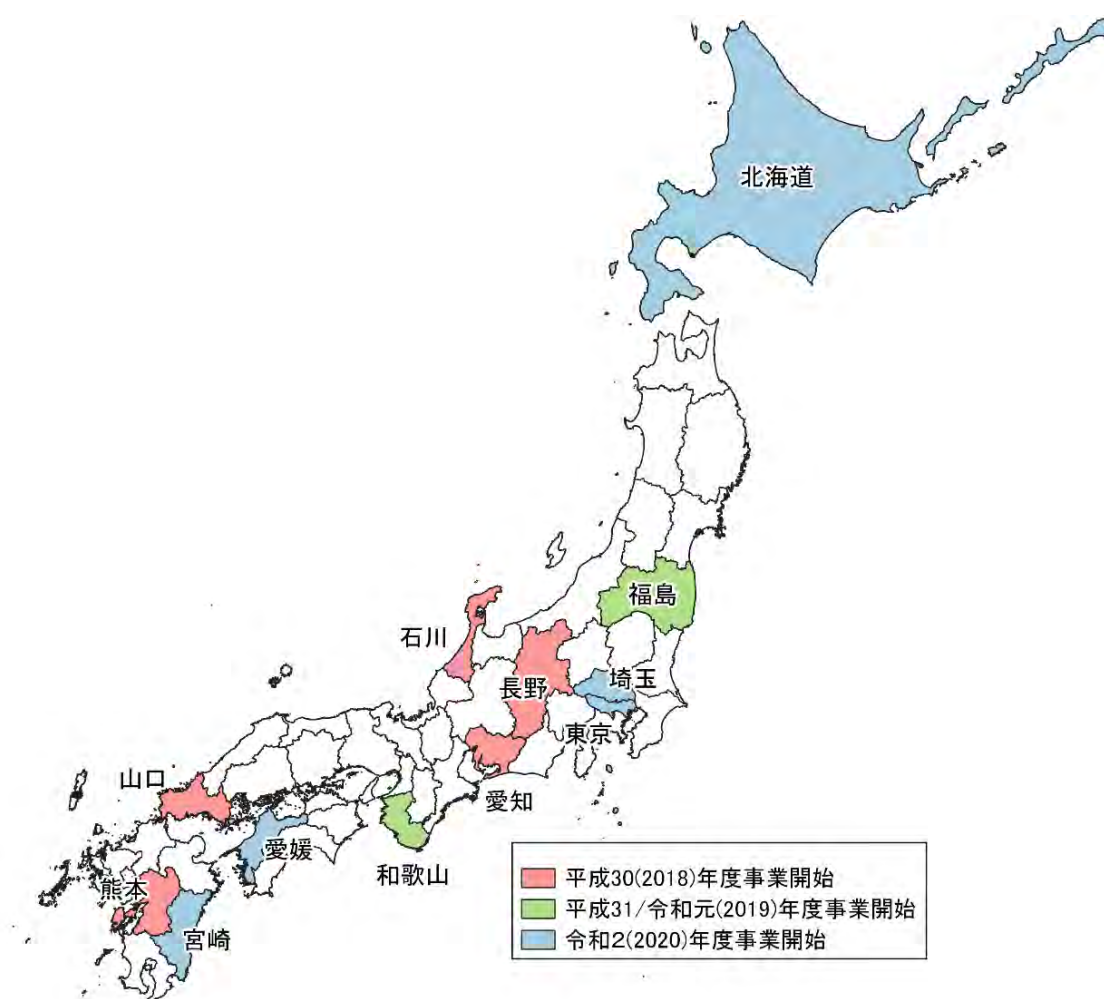 北海道
福島
石川
長野
埼玉
東京
山口
愛知
愛媛
和歌山
熊本
宮崎
平成30(2018)年度事業開始
平成31/令和元(2019)年度事業開始
令和2(2020)年度事業開始